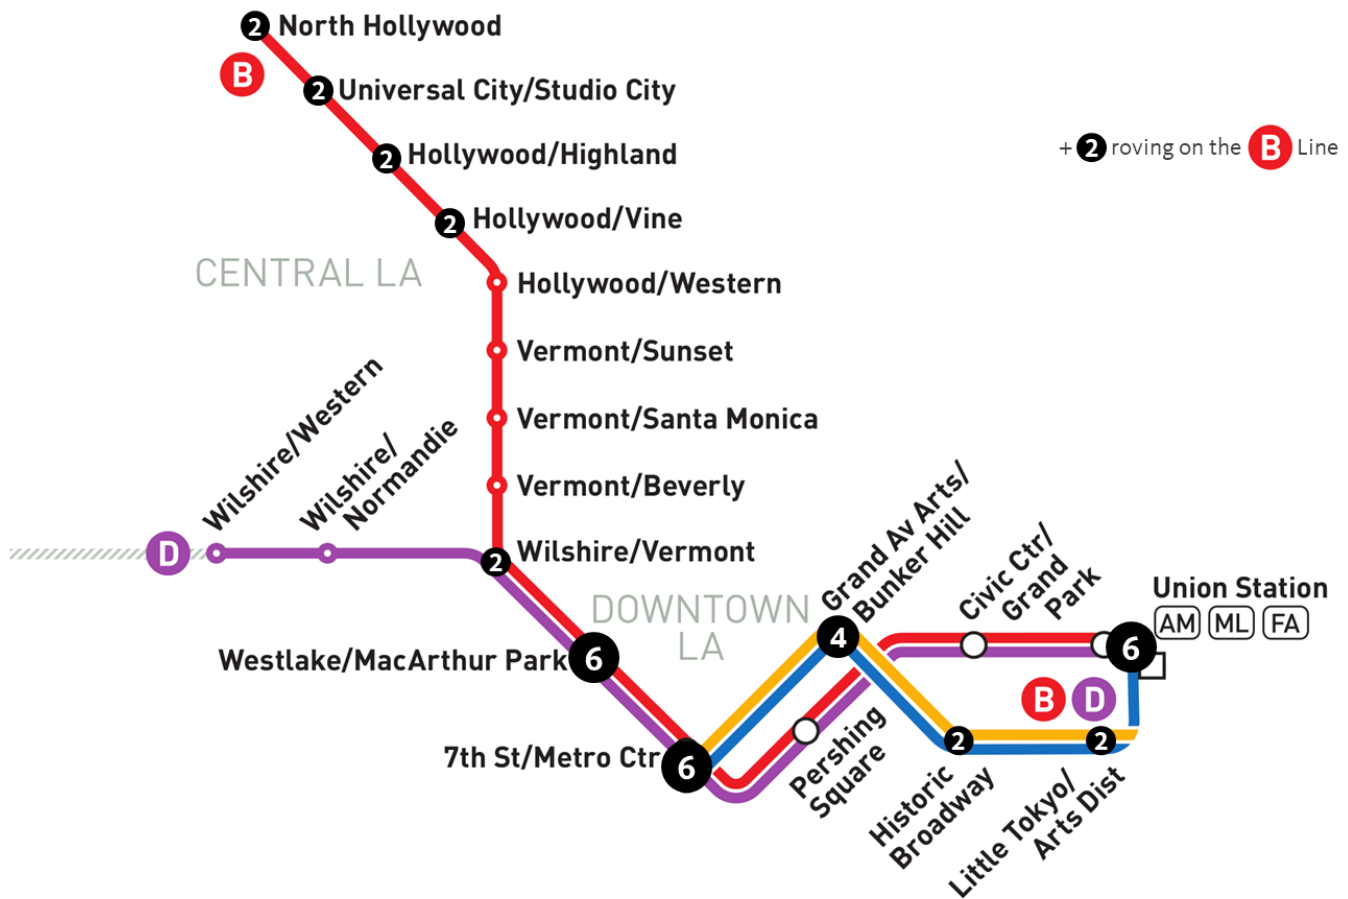 2 North Hollywood
B
2 Universal City/Studio City
2 Hollywood/Highland
+ 2 roving on the B Line
2 Hollywood/Vine
CENTRAL LA
Hollywood/Western
Vermont/Sunset
Vermont/Santa Monica
Vermont/Beverly
Wilshire/Western
Wilshire/
Normandie
D
2 Wilshire/Vermont
DOWNTOWN
LA
Westlake/MacArthur Park 6
7th St/Metro Ctr 6
Grand Av Arts/
Bunker Hill
4
Pershing
Square
Civic Ctr/
Grand
Park
Union Station
AM ML FA
6
B D
2
Historic
Broadway
2
Little Tokyo/
Arts Dist